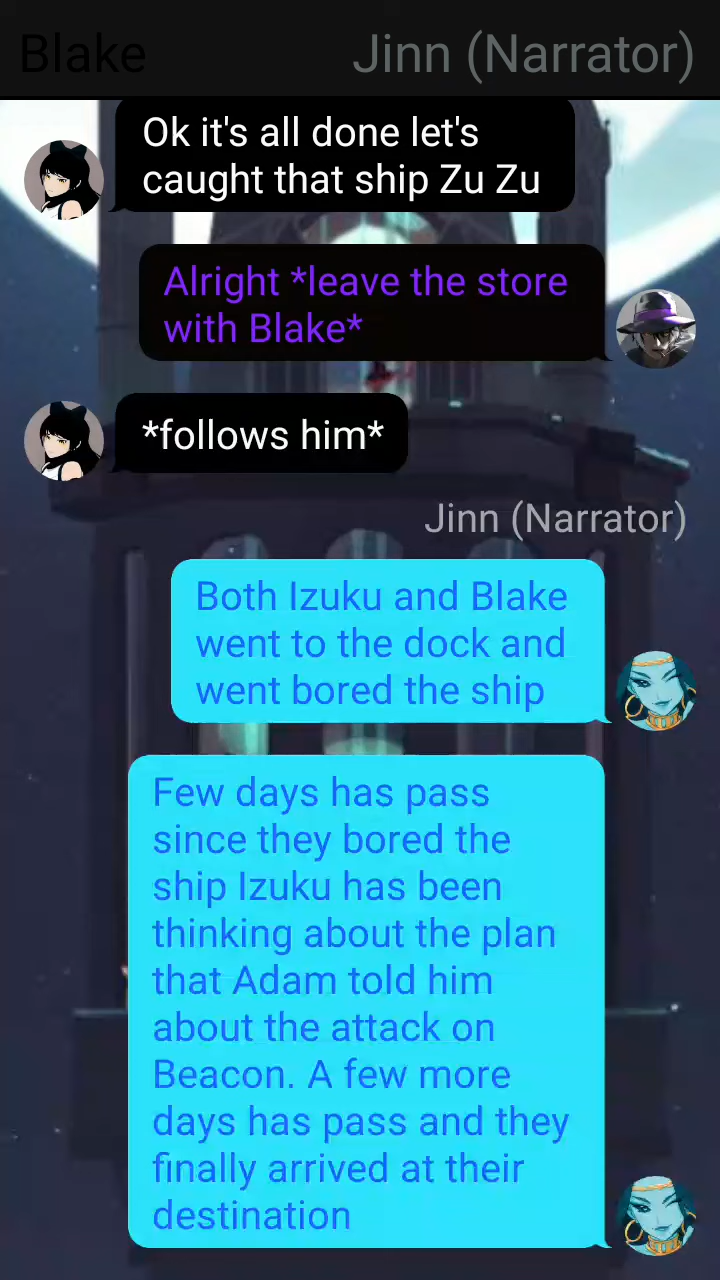 Blake
Jinn (Narrator)
Ok it's all done let's
caught that ship Zu Zu
Alright *leave the store
with Blake*
*follows him*
Jinn (Narrator)
Both Izuku and Blake
went to the dock and
went bored the ship
Few days has pass
since they bored the
ship Izuku has been
thinking about the plan
that Adam told him
about the attack on
Beacon. A few more
days has pass and they
finally arrived at their
destination